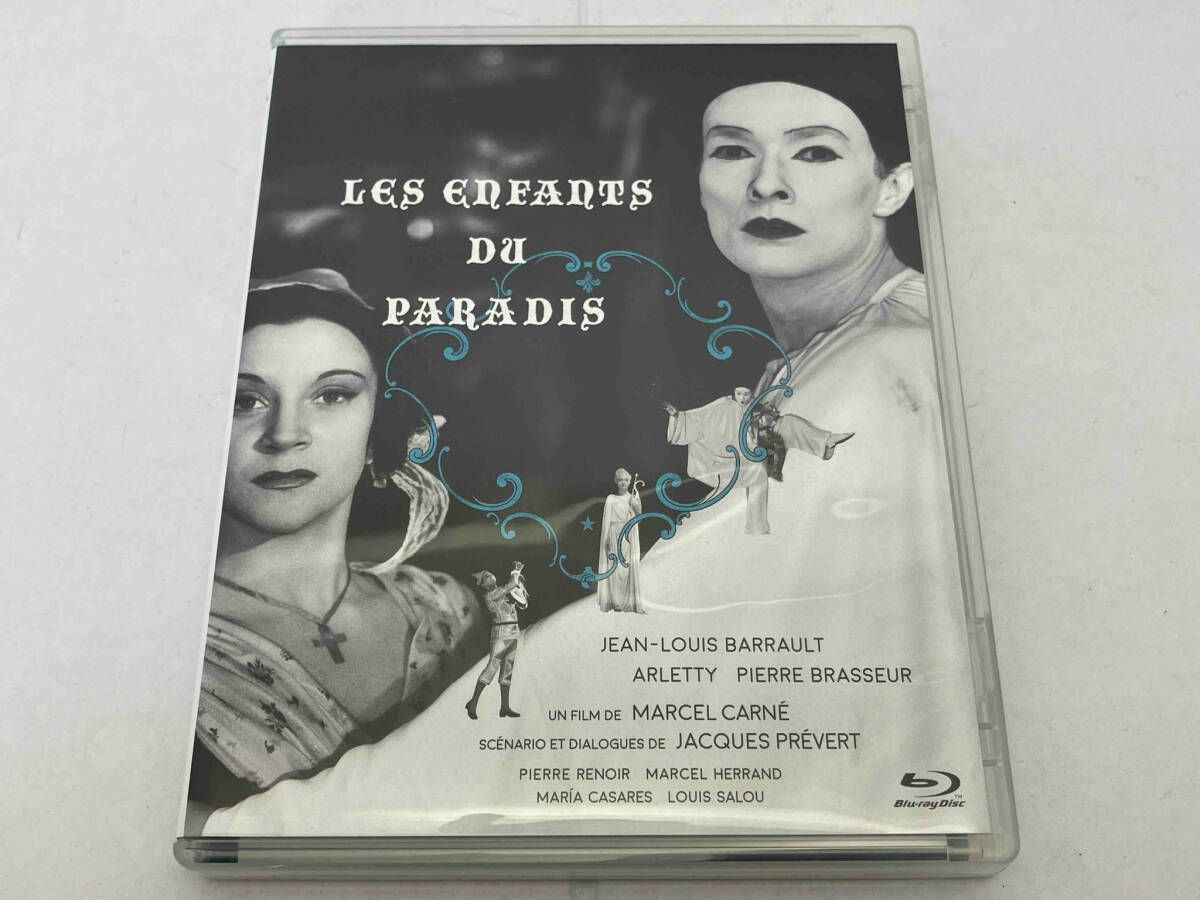 LES ENFANTS
DU
PARADIS
JEAN-LOUIS BARRAULT
ARLETTY PIERRE BRASSEUR
UN FILM DE MARCEL CARNÉ
SCÉNARIO ET DIALOGUES DE JACQUES PRÉVERT
PIERRE RENOIR MARCEL HERRAND
MARÍA CASARES LOUIS SALOU
Blu-ray Disc™